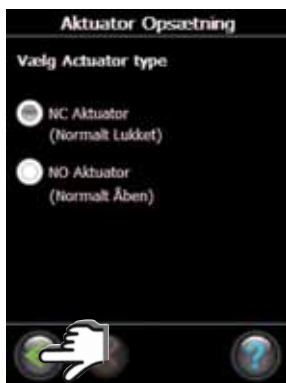 Aktuator Opsætning
Vælg Actuator type
NC Aktuator
(Normalt Lukket)
NO Aktuator
(Normalt Åben)
?